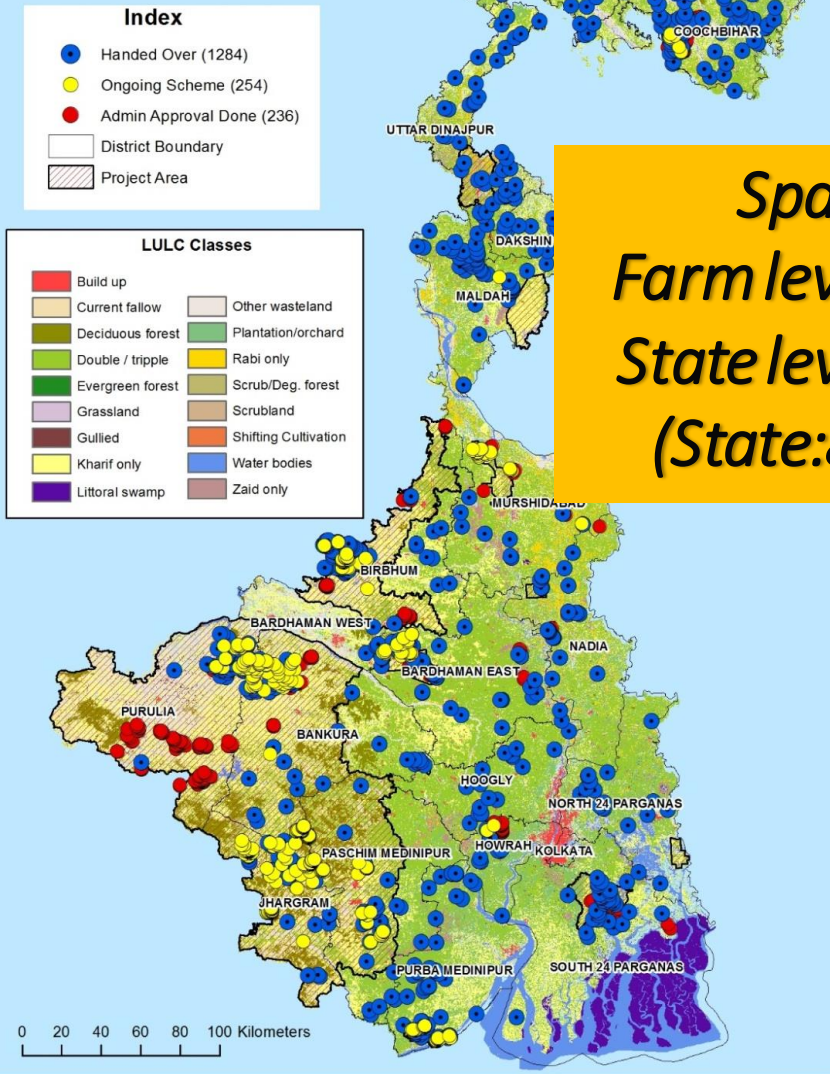 Index
Handed Over (1284)
Ongoing Scheme (254)
Admin Approval Done (236)
District Boundary
Project Area
LULC Classes
Build up
Current fallow
Deciduous forest
Double / tripple
Evergreen forest
Grassland
Gullied
Kharif only
Littoral swamp
Other wasteland
Plantation/orchard
Rabi only
Scrub/Deg. forest
Scrubland
Shifting Cultivation
Water bodies
Zaid only
COOCHBIHAR
UTTAR DINAJPUR
DAKSHIN
MALDAH
Spa
Farm lev
State lev
(State:
MURSHIDABAD
BIRBHUM
BARDHAMAN WEST
BARDHAMAN EAST
NADIA
PURULIA
BANKURA
HOOGLY
NORTH 24 PARGANAS
HOWRAH
KOLKATA
PASCHIM MEDINIPUR
JHARGRAM
PURBA MEDINIPUR
SOUTH 24 PARGANAS
0 20 40 60 80 100 Kilometers